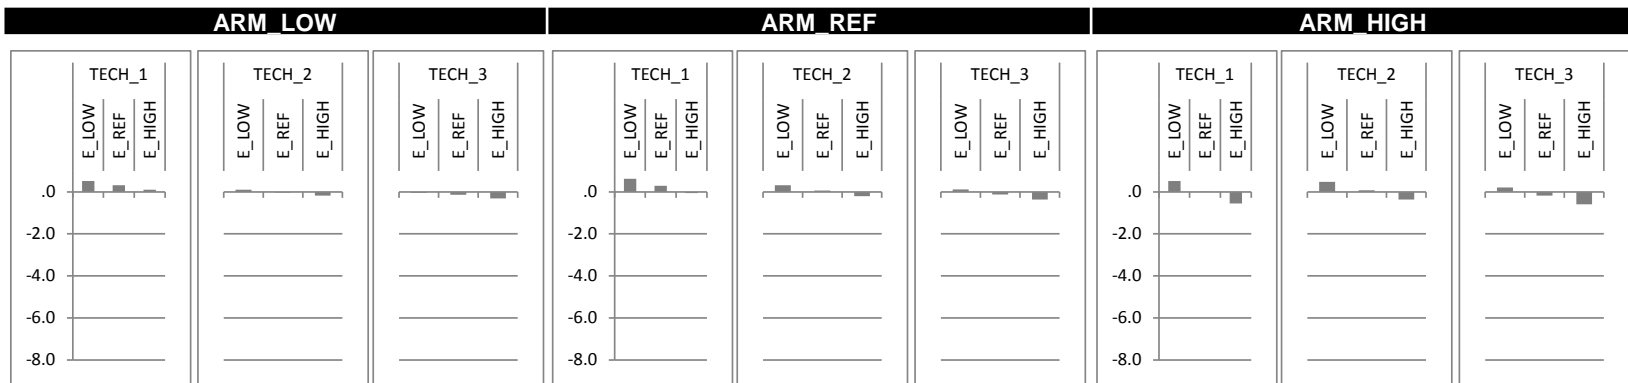 ARM_LOW ARM_REF ARM_HIGH
TECH_1 TECH_2 TECH_3 TECH_1 TECH_2 TECH_3 TECH_1 TECH_2 TECH_3
E_LOW E_REF E_HIGH E_LOW E_REF E_HIGH E_LOW E_REF E_HIGH E_LOW E_REF E_HIGH E_LOW E_REF E_HIGH E_LOW E_REF E_HIGH E_LOW E_REF E_HIGH E_LOW E_REF E_HIGH E_LOW E_REF E_HIGH
.0 .0 .0
-2.0 -2.0 -2.0
-4.0 -4.0 -4.0
-6.0 -6.0 -6.0
-8.0 -8.0 -8.0